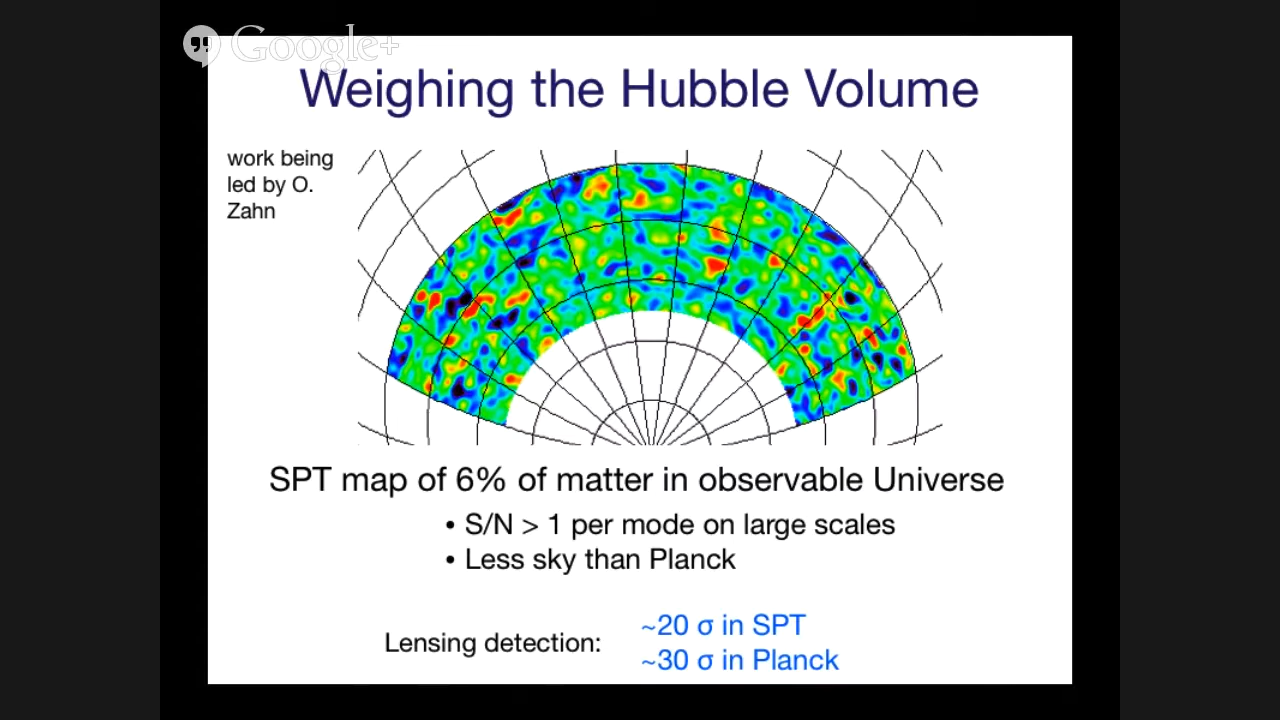 Google+
Weighing the Hubble Volume
work being
led by O.
Zahn
SPT map of 6% of matter in observable Universe
• S/N > 1 per mode on large scales
• Less sky than Planck
Lensing detection:
~20 σ in SPT
~30 σ in Planck